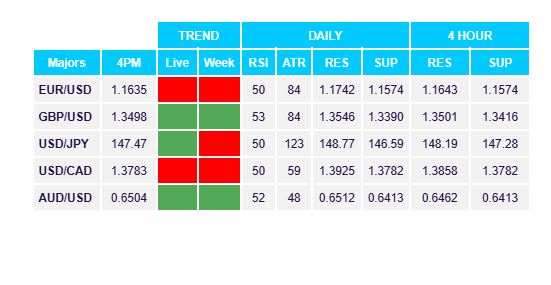 TREND DAILY 4 HOUR
Majors 4PM Live Week RSI ATR RES SUP RES SUP
EUR/USD 1.1635 50 84 1.1742 1.1574 1.1643 1.1574
GBP/USD 1.3498 53 84 1.3546 1.3390 1.3501 1.3416
USD/JPY 147.47 50 123 148.77 146.59 148.19 147.28
USD/CAD 1.3783 50 59 1.3925 1.3782 1.3858 1.3782
AUD/USD 0.6504 52 48 0.6512 0.6413 0.6462 0.6413